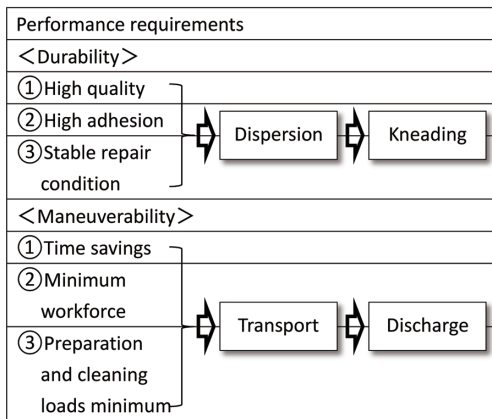 Performance requirements
＜Durability＞
①High quality
②High adhesion
③Stable repair
condition
Dispersion
Kneading
＜Maneuverability＞
①Time savings
②Minimum
workforce
③Preparation
and cleaning
loads minimum
Transport
Discharge